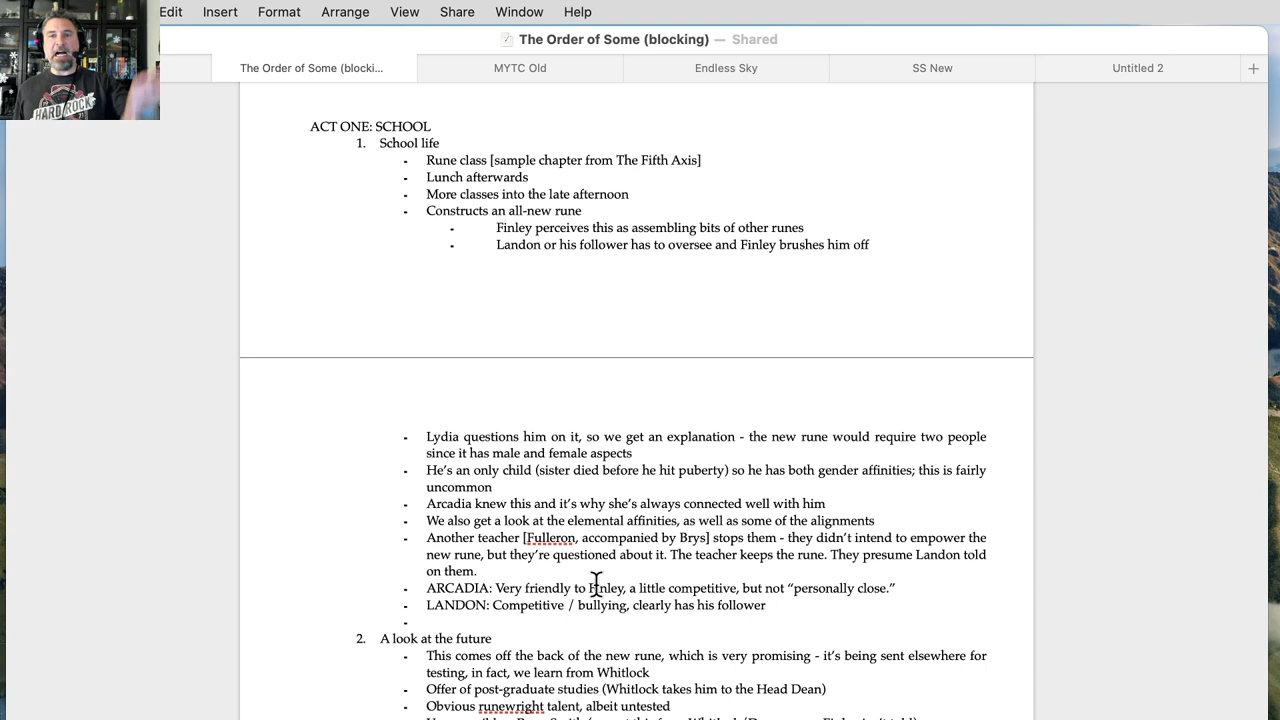 Edit Insert Format Arrange View Share Window Help
The Order of Some (blocking) — Shared
The Order of Some (blocki... MYTC Old Endless Sky SS New Untitled 2 +
HARD ROCK
ACT ONE: SCHOOL
1. School life
- Rune class [sample chapter from The Fifth Axis]
- Lunch afterwards
- More classes into the late afternoon
- Constructs an all-new rune
- Finley perceives this as assembling bits of other runes
- Landon or his follower has to oversee and Finley brushes him off
- Lydia questions him on it, so we get an explanation - the new rune would require two people
since it has male and female aspects
- He's an only child (sister died before he hit puberty) so he has both gender affinities; this is fairly
uncommon
- Arcadia knew this and it's why she's always connected well with him
- We also get a look at the elemental affinities, as well as some of the alignments
- Another teacher [Fulleron, accompanied by Brys] stops them - they didn't intend to empower the
new rune, but they're questioned about it. The teacher keeps the rune. They presume Landon told
on them.
- ARCADIA: Very friendly to Finley, a little competitive, but not “personally close.”
- LANDON: Competitive / bullying, clearly has his follower
-
2. A look at the future
- This comes off the back of the new rune, which is very promising - it's being sent elsewhere for
testing, in fact, we learn from Whitlock
- Offer of post-graduate studies (Whitlock takes him to the Head Dean)
- Obvious runewright talent, albeit untested